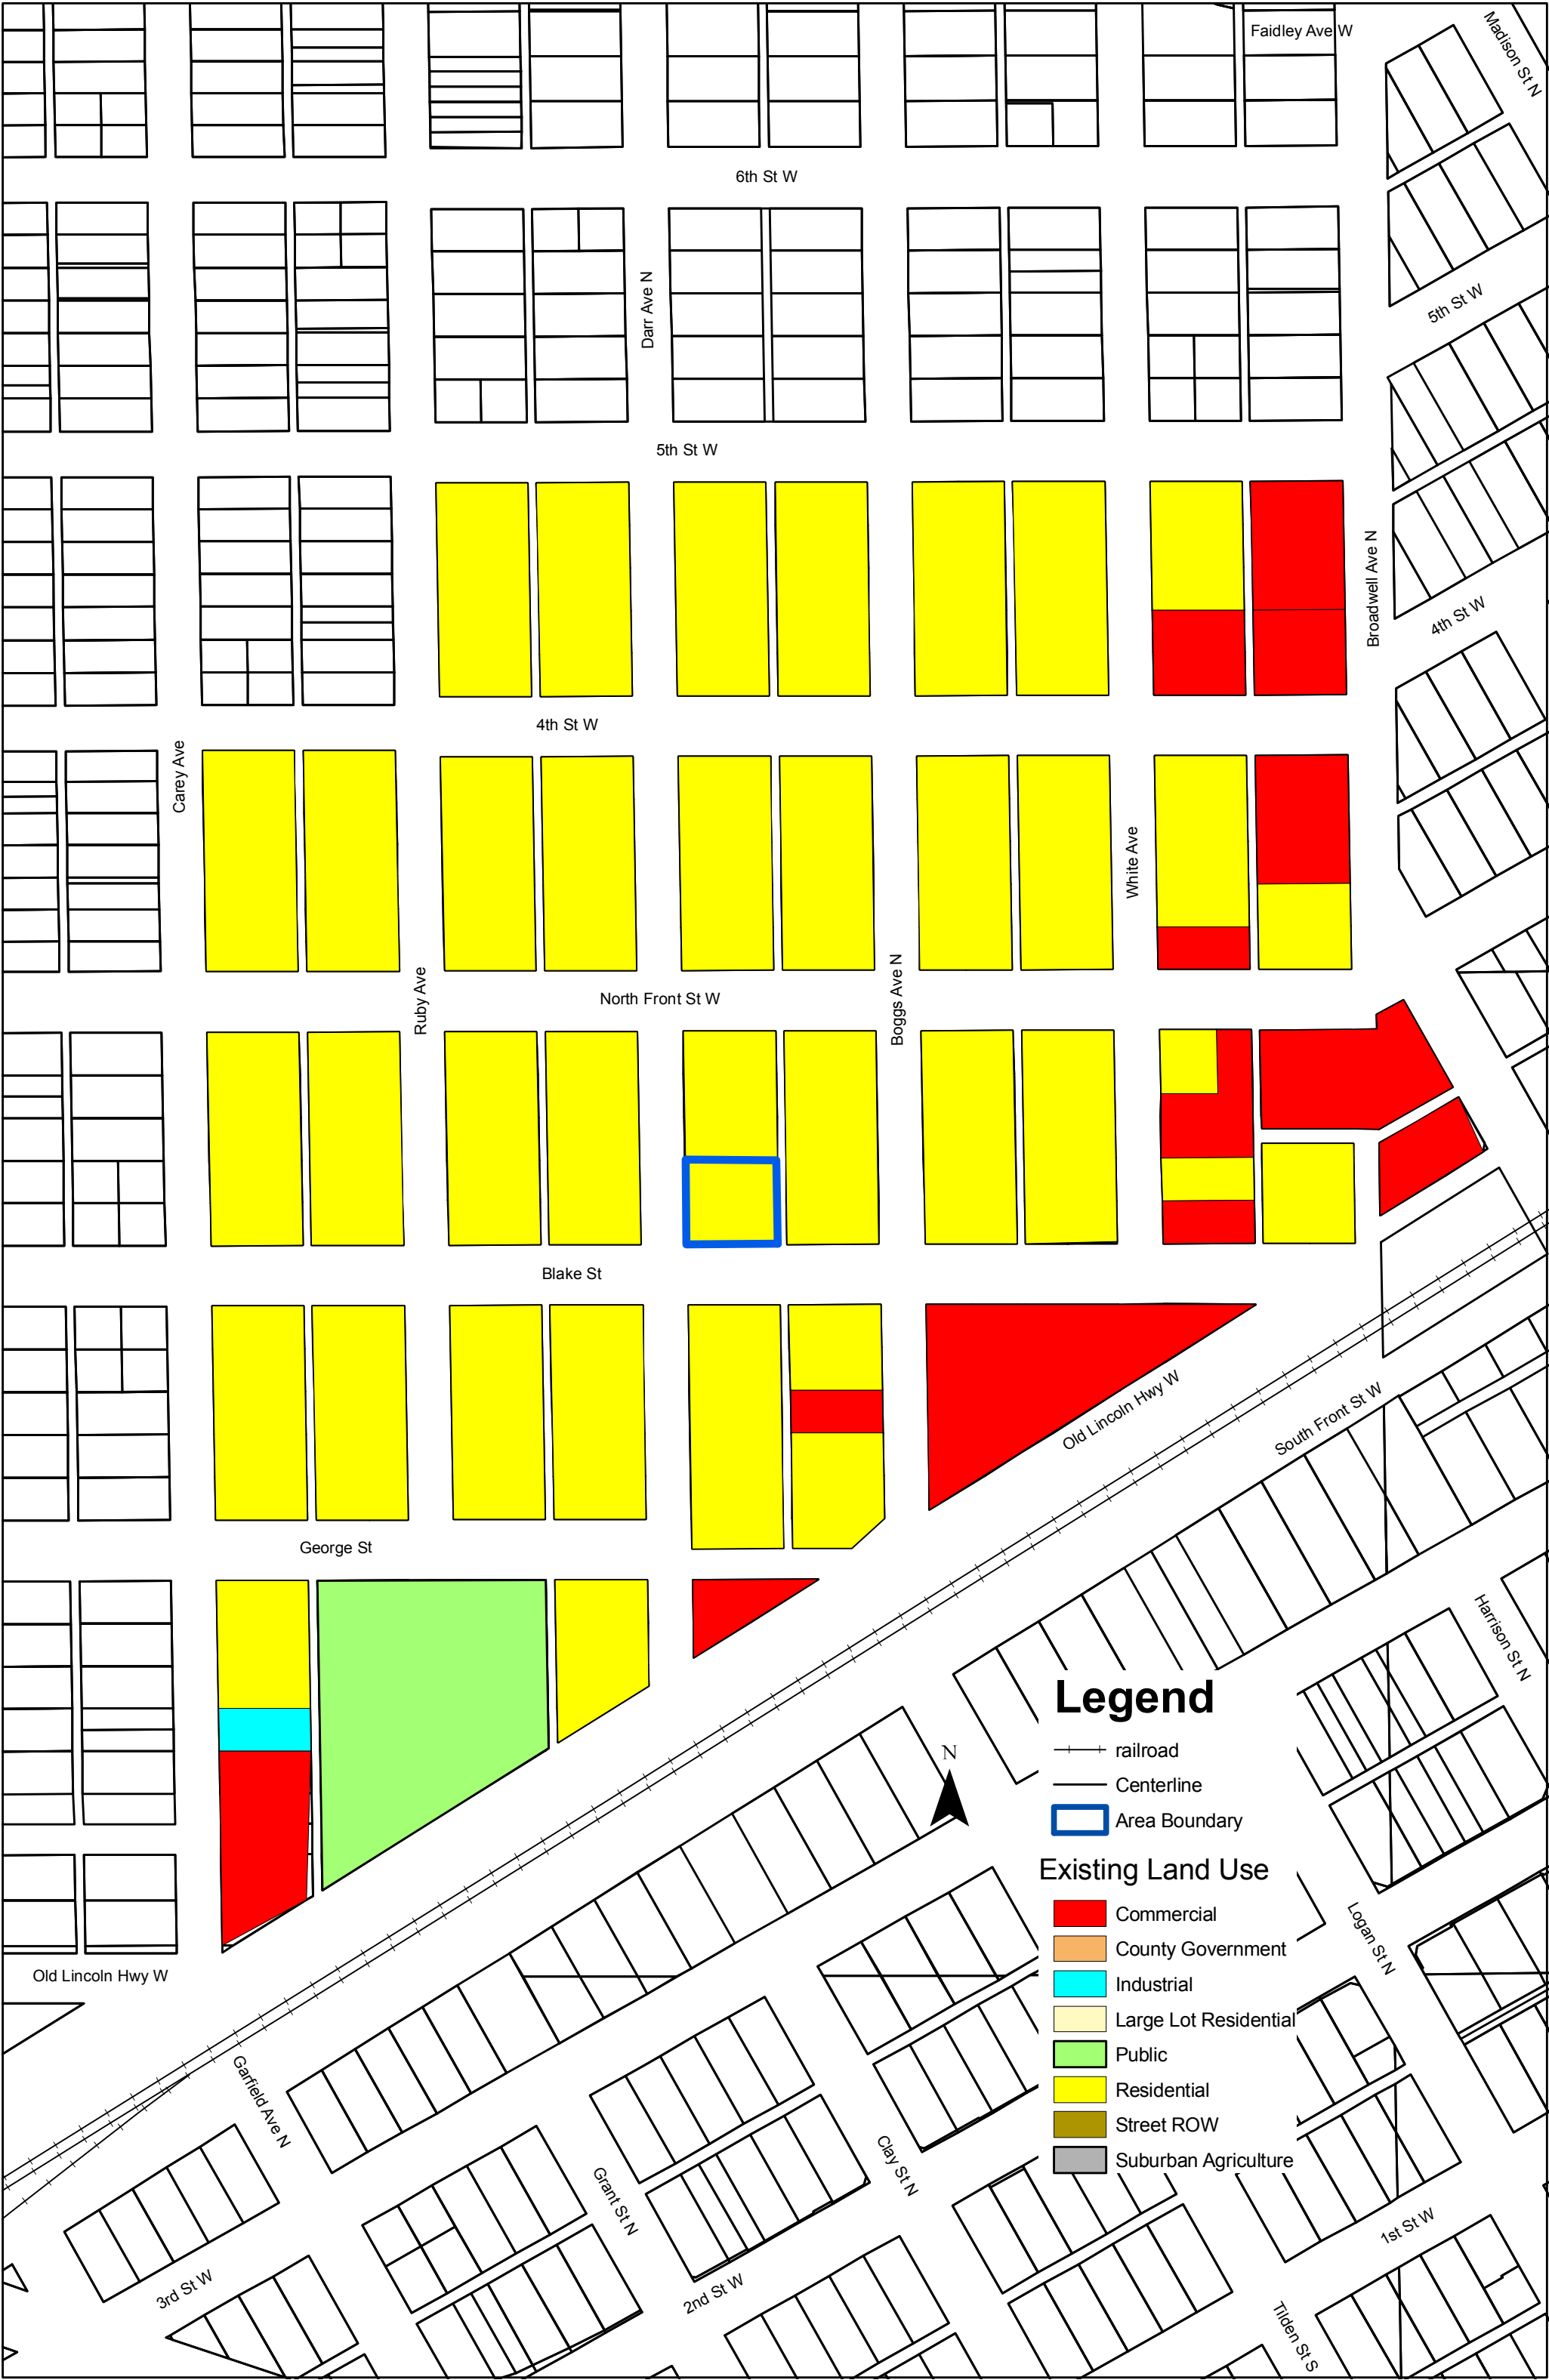 Faidley Ave W
Madison St N
6th St W
Darr Ave N
5th St W
5th St W
Broadwell Ave N
4th St W
4th St W
Carey Ave
White Ave
Ruby Ave
North Front St W
Boggs Ave N
Blake St
Old Lincoln Hwy W
South Front St W
George St
Harrison St N
Legend
N
railroad
Centerline
Area Boundary
Existing Land Use
Commercial
County Government
Industrial
Large Lot Residential
Public
Residential
Street ROW
Suburban Agriculture
Logan St N
Old Lincoln Hwy W
Garfield Ave N
Grant St N
Clay St N
1st St W
3rd St W
2nd St W
Tilden St S